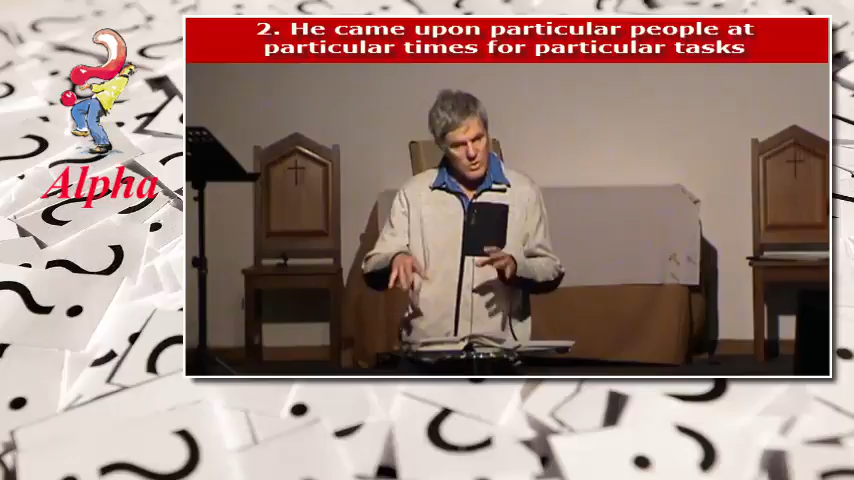 2. He came upon particular people at
particular times for particular tasks
Alpha